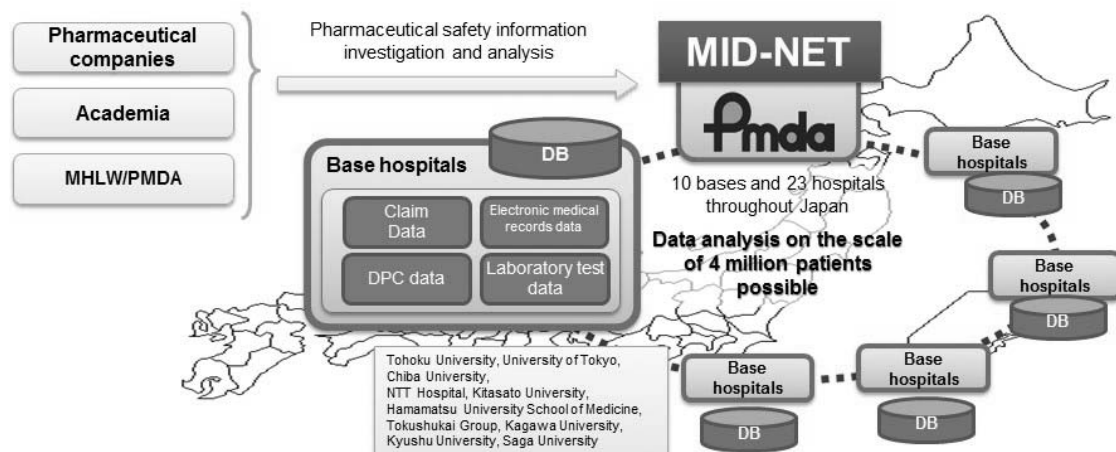 Pharmaceutical
companies
Academia
MHLW/PMDA
Pharmaceutical safety information
investigation and analysis
MID-NET
Pmda
10 bases and 23 hospitals
throughout Japan
Data analysis on the scale
of 4 million patients
possible
Base hospitals
DB
Claim
Data
Electronic medical
records data
DPC data
Laboratory test
data
Tohoku University, University of Tokyo,
Chiba University,
NTT Hospital, Kitasato University,
Hamamatsu University School of Medicine,
Tokushukai Group, Kagawa University,
Kyushu University, Saga University
Base
hospitals
DB
Base
hospitals
DB
Base
hospitals
DB
Base
hospitals
DB